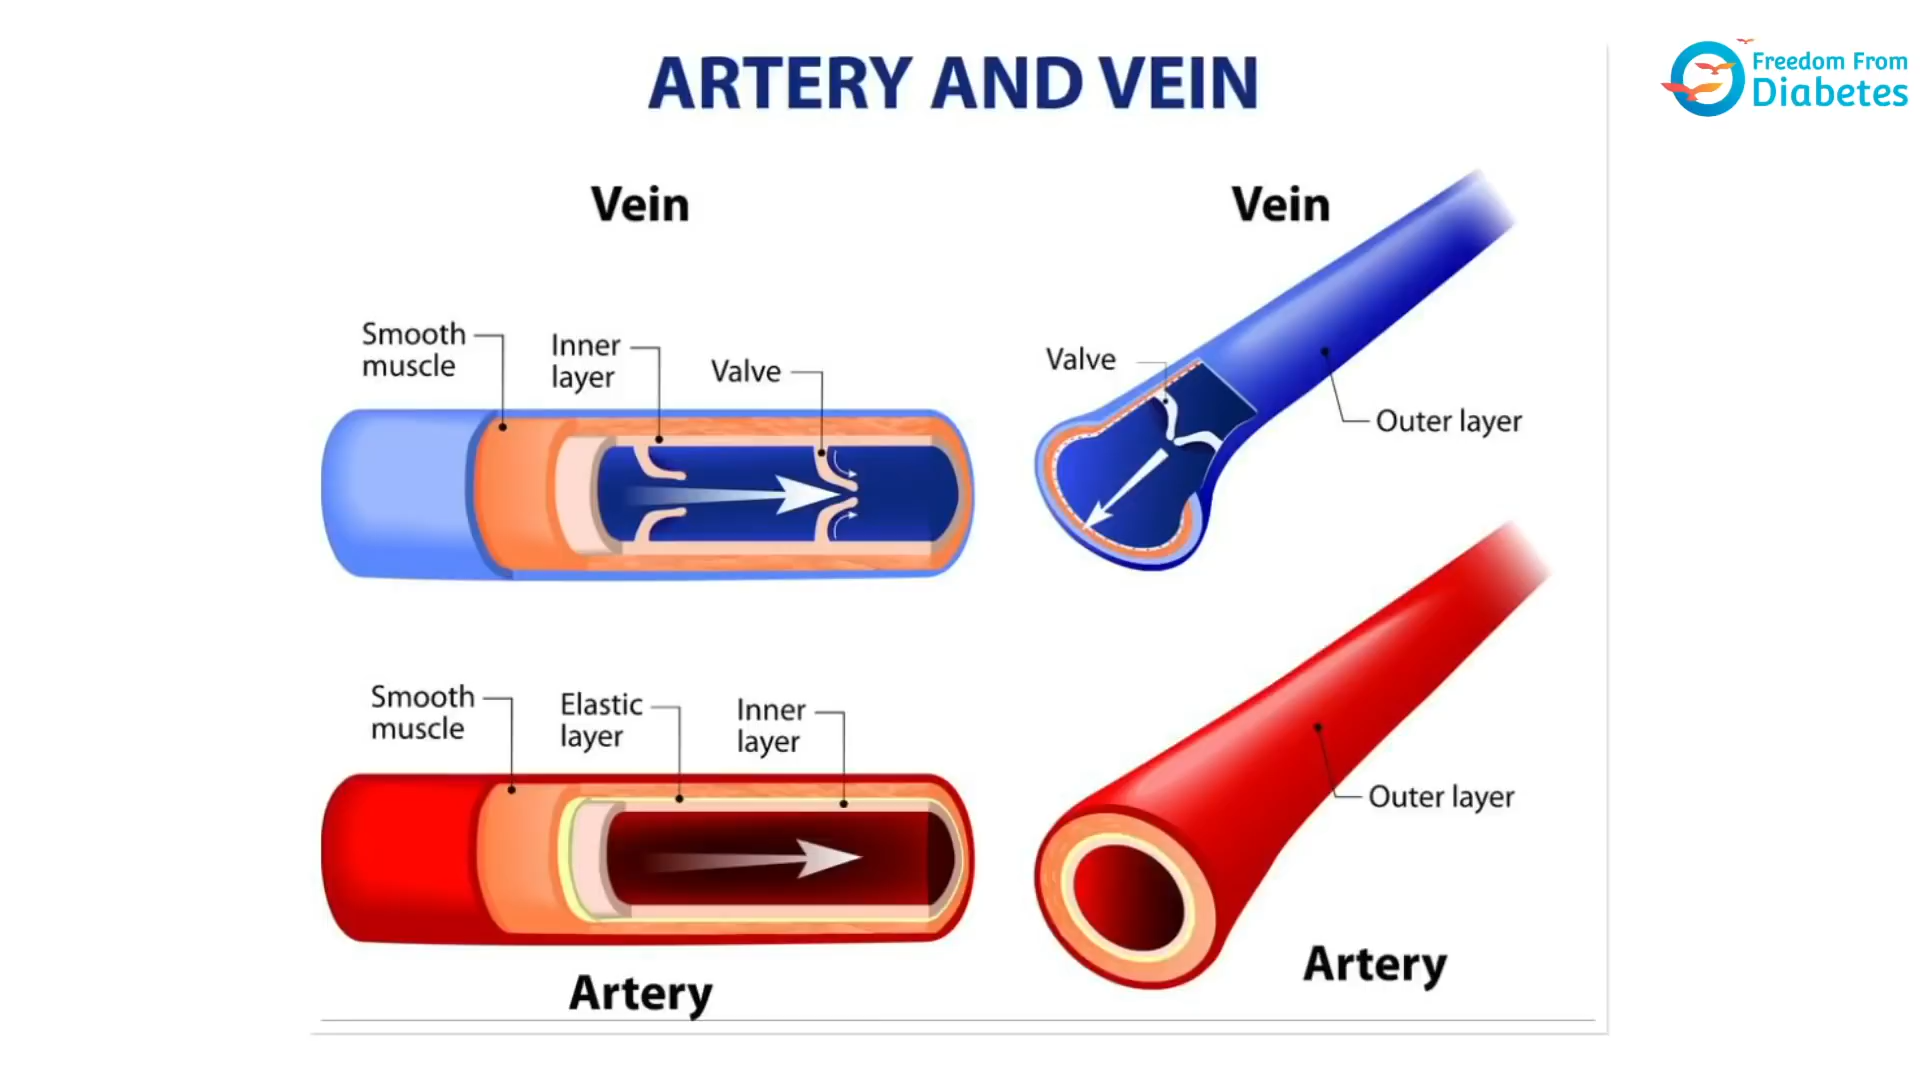 ARTERY AND VEIN
Freedom From
Diabetes
Vein
Vein
Smooth
muscle
Inner
layer
Valve
Valve
Outer layer
Smooth
muscle
Elastic
layer
Inner
layer
Outer layer
Artery
Artery